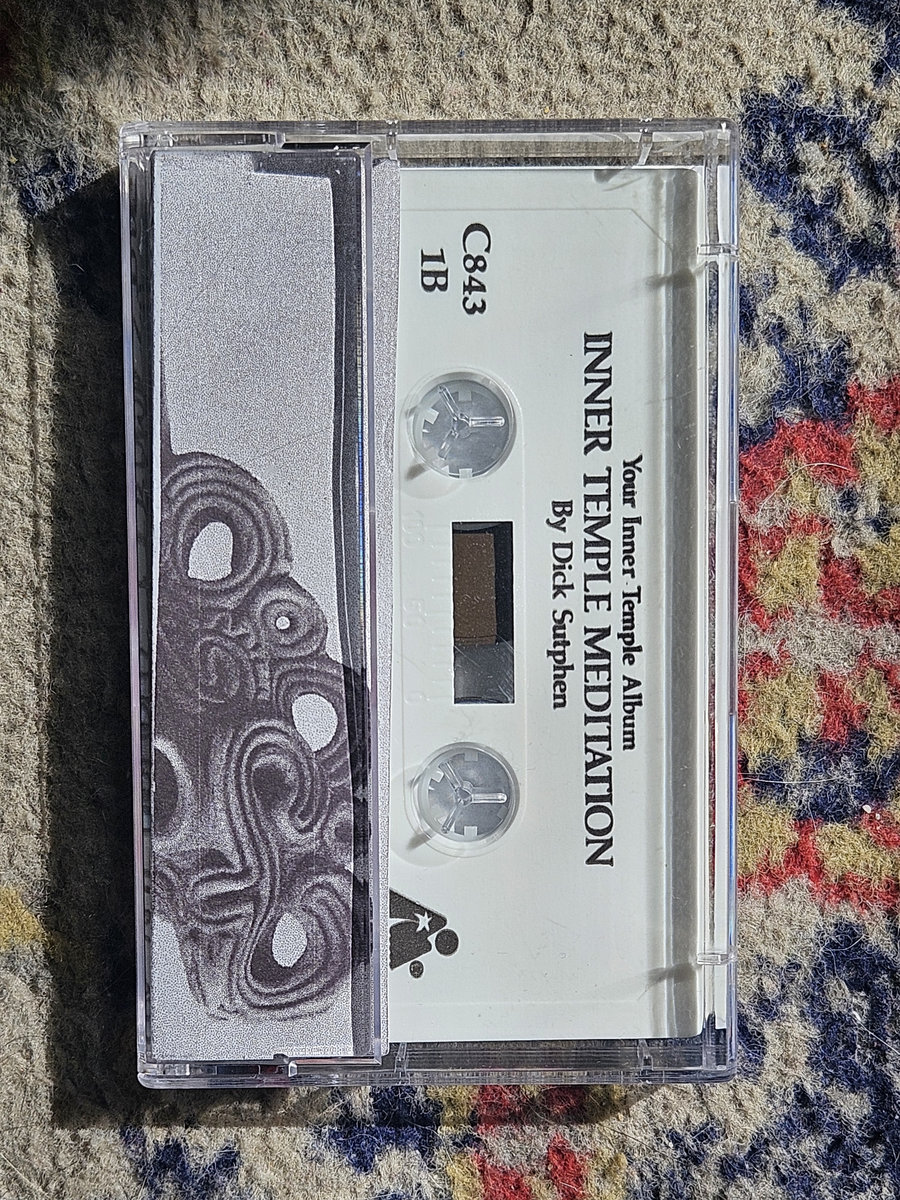 Your Inner Temple Album
INNER TEMPLE MEDITATION
By Dick Sutphen
C843
1B